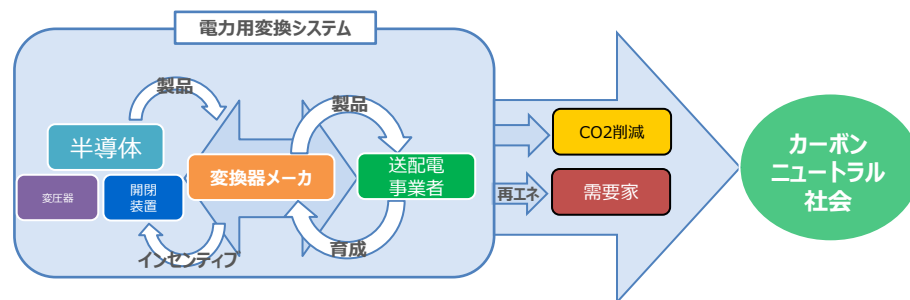 電力用変換システム
製品
製品
半導体
変圧器
開閉
装置
変換器メーカ
送配電
事業者
インセンティブ
育成
CO2削減
再エネ
需要家
カーボン
ニュートラル
社会